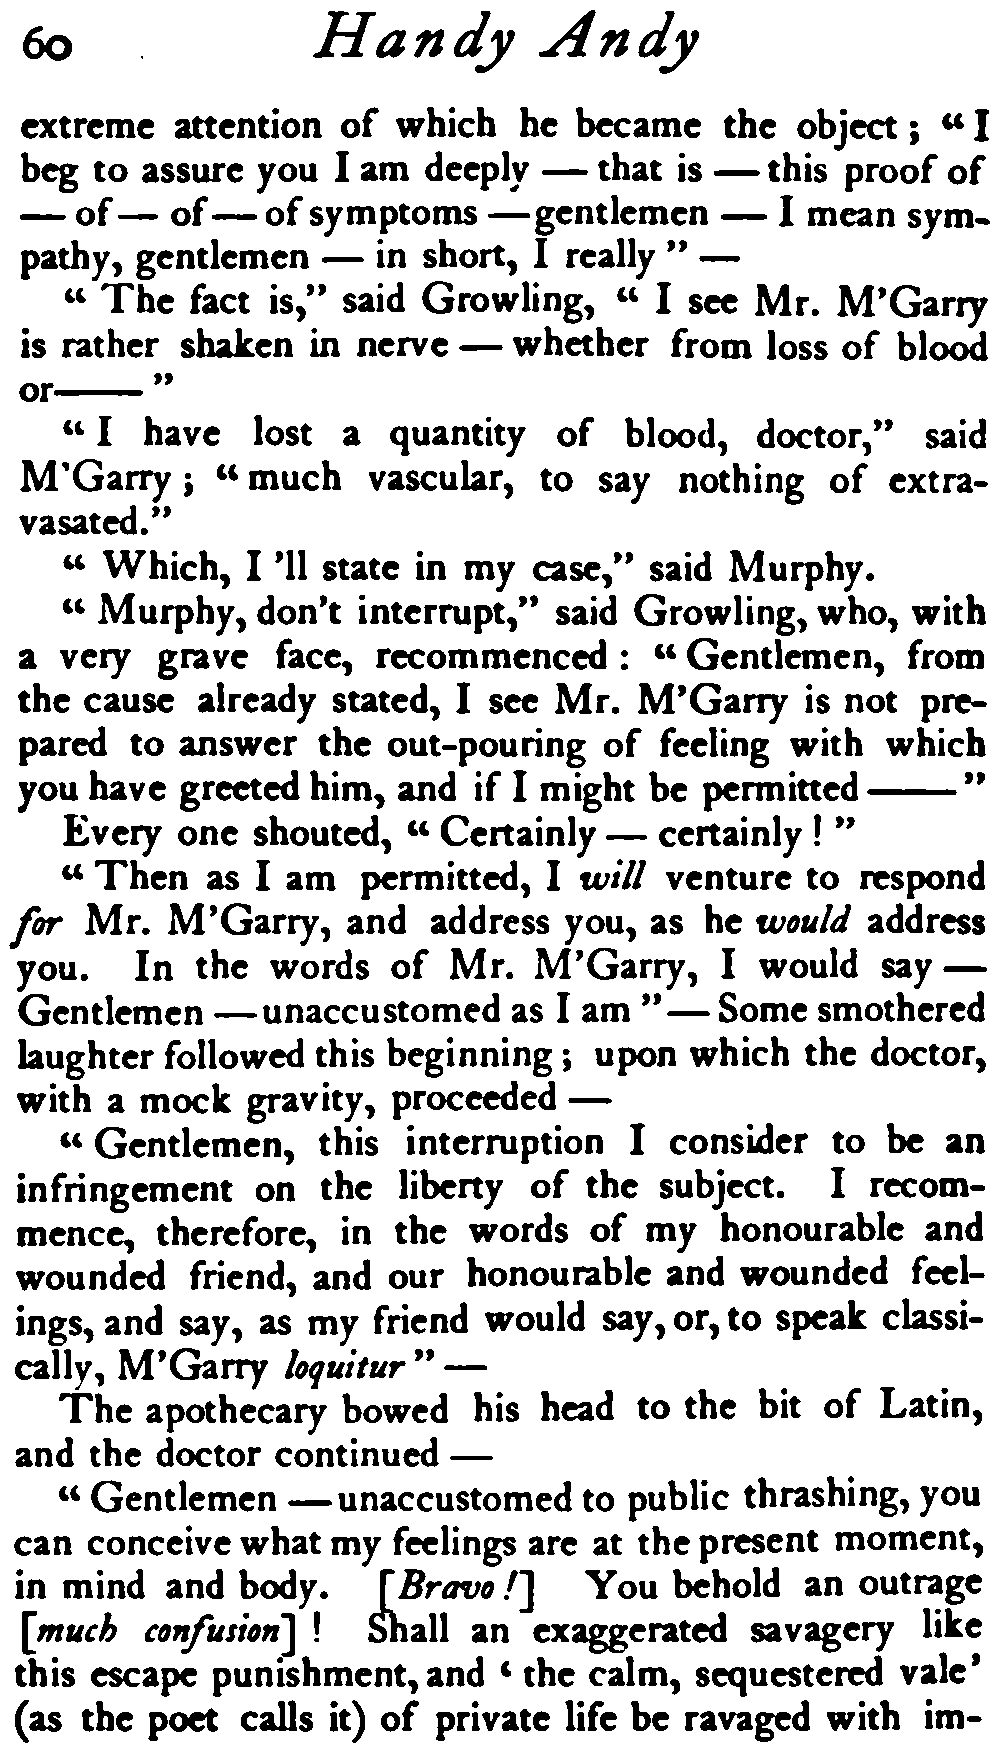 60 Handy Andy
extreme attention of which he became the object; “I
beg to assure you I am deeply — that is — this proof of
— of — of — of symptoms — gentlemen — I mean sym-
pathy, gentlemen — in short, I really” —
“The fact is,” said Growling, “I see Mr. M’Garry
is rather shaken in nerve — whether from loss of blood
or——”
“I have lost a quantity of blood, doctor,” said
M’Garry; “much vascular, to say nothing of extra-
vasated.”
“Which, I ’ll state in my case,” said Murphy.
“Murphy, don’t interrupt,” said Growling, who, with
a very grave face, recommenced: “Gentlemen, from
the cause already stated, I see Mr. M’Garry is not pre-
pared to answer the out-pouring of feeling with which
you have greeted him, and if I might be permitted——”
Every one shouted, “Certainly — certainly!”
“Then as I am permitted, I will venture to respond
for Mr. M’Garry, and address you, as he would address
you. In the words of Mr. M’Garry, I would say —
Gentlemen — unaccustomed as I am” — Some smothered
laughter followed this beginning; upon which the doctor,
with a mock gravity, proceeded —
“Gentlemen, this interruption I consider to be an
infringement on the liberty of the subject. I recom-
mence, therefore, in the words of my honourable and
wounded friend, and our honourable and wounded feel-
ings, and say, as my friend would say, or, to speak classi-
cally, M’Garry loquitur” —
The apothecary bowed his head to the bit of Latin,
and the doctor continued —
“Gentlemen — unaccustomed to public thrashing, you
can conceive what my feelings are at the present moment,
in mind and body. [Bravo!] You behold an outrage
[much confusion]! Shall an exaggerated savagery like
this escape punishment, and ‘the calm, sequestered vale’
(as the poet calls it) of private life be ravaged with im-